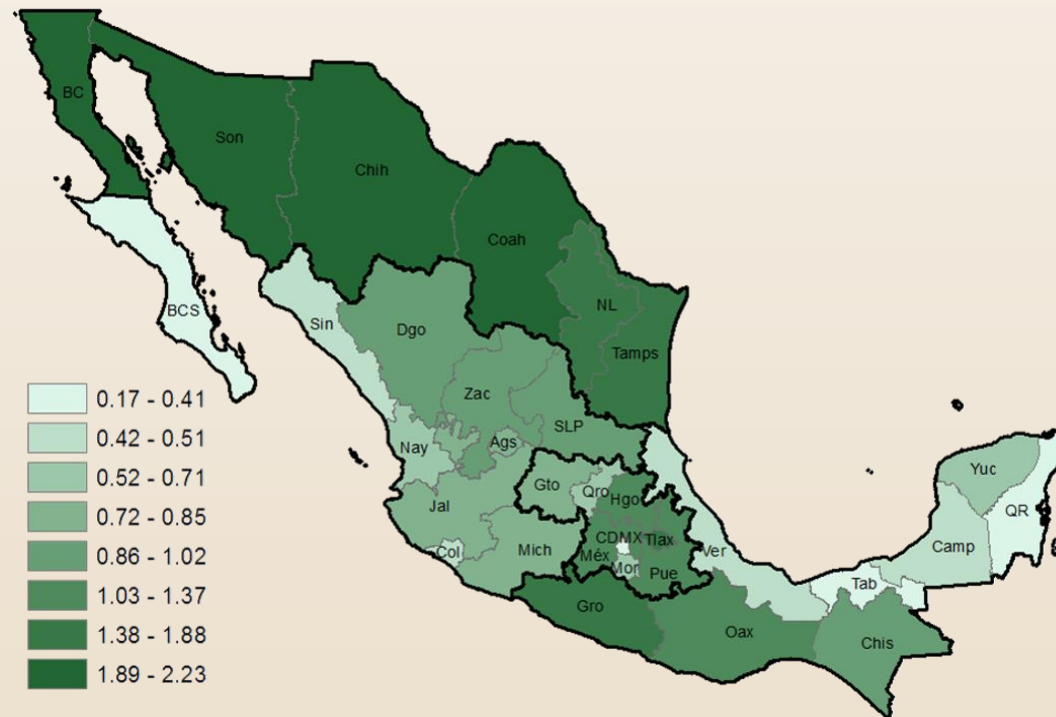 BC
Son
Chih
Coah
BCS
Sin
Dgo
NL
Tamps
Zac
SLP
Nay
Ags
Jal
Gto
Qro
Hgo
Col
Mich
CDMX
Tlax
Méx
Mor
Pue
Ver
Gro
Oax
Tab
Chis
Camp
Yuc
QR
0.17 - 0.41
0.42 - 0.51
0.52 - 0.71
0.72 - 0.85
0.86 - 1.02
1.03 - 1.37
1.38 - 1.88
1.89 - 2.23